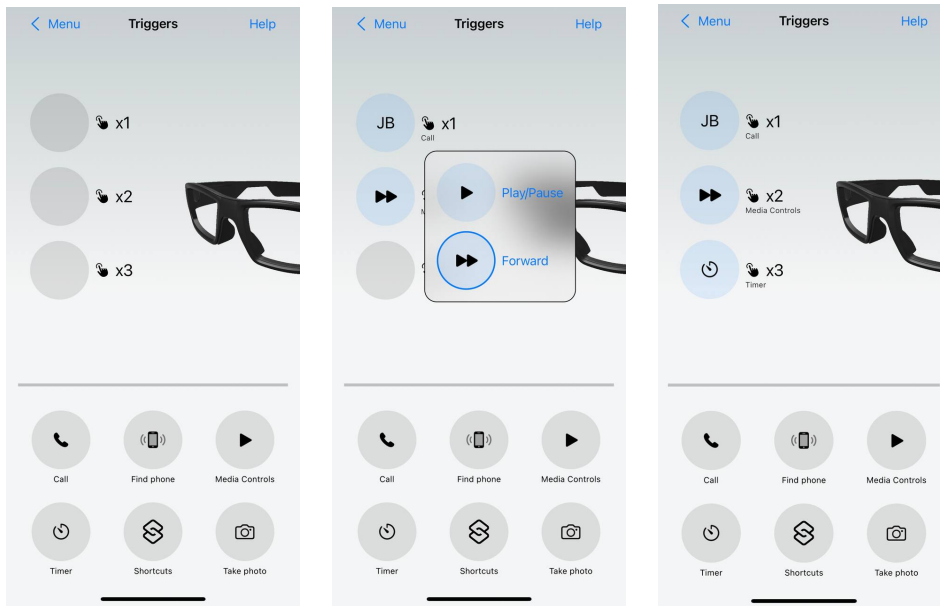 Menu Triggers Help
x1
x2
x3
Call Find phone Media Controls
Timer Shortcuts Take photo
Menu Triggers Help
JB x1
Call
Play/Pause
Forward
Call Find phone Media Controls
Timer Shortcuts Take photo
Menu Triggers Help
JB x1
Call
x2
Media Controls
x3
Timer
Call Find phone Media Controls
Timer Shortcuts Take photo